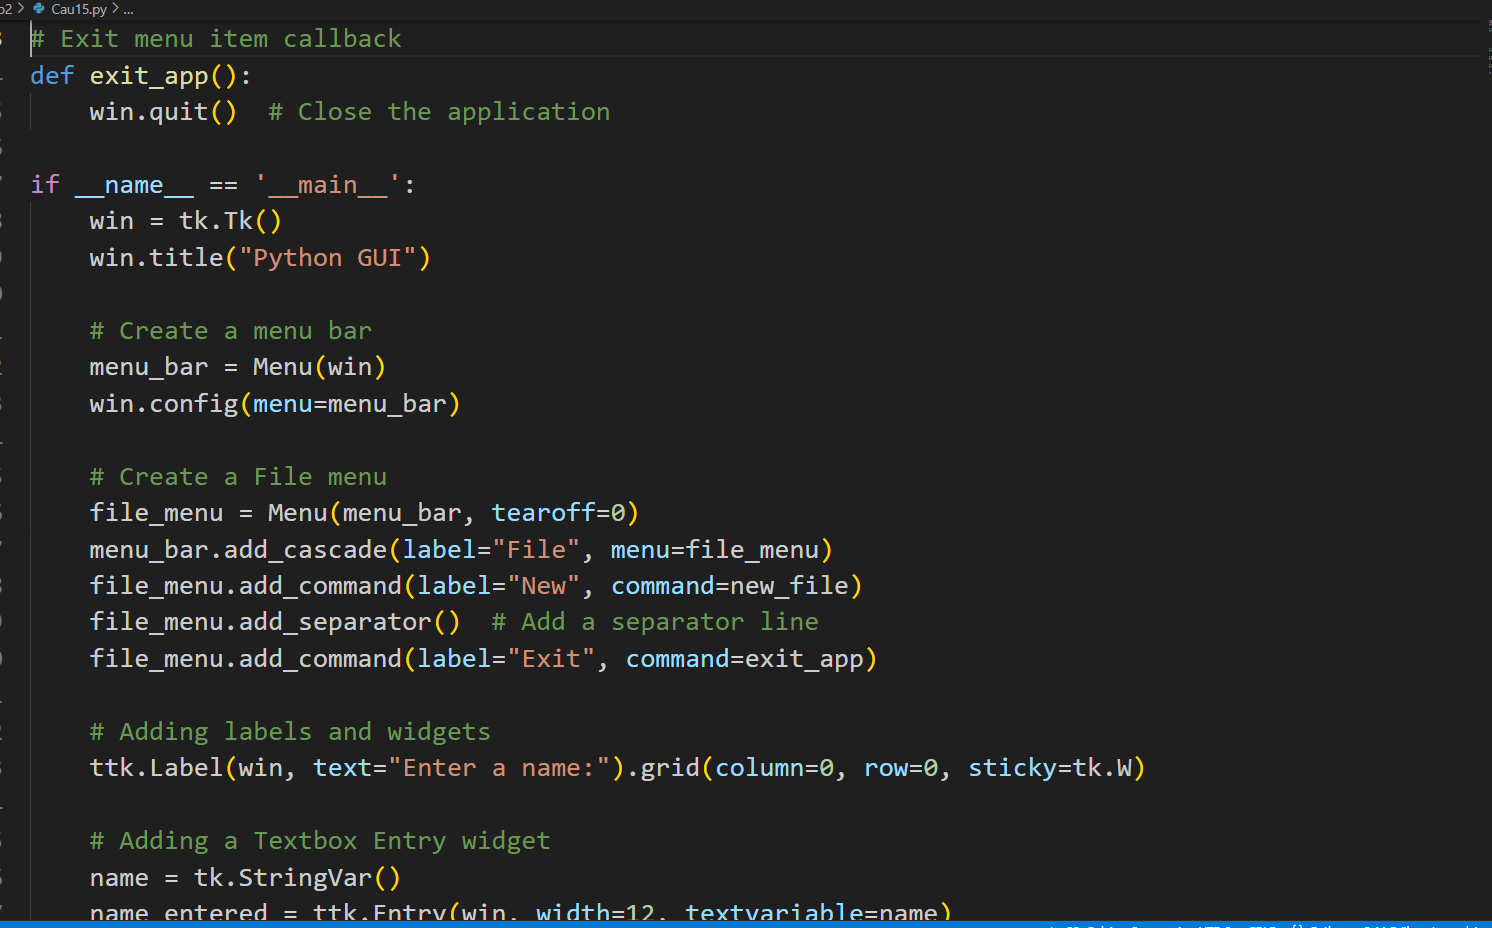 Cau15.py > ...
# Exit menu item callback
def exit_app():
    win.quit()  # Close the application
if __name__ == '__main__':
    win = tk.Tk()
    win.title("Python GUI")
    # Create a menu bar
    menu_bar = Menu(win)
    win.config(menu=menu_bar)
    # Create a File menu
    file_menu = Menu(menu_bar, tearoff=0)
    menu_bar.add_cascade(label="File", menu=file_menu)
    file_menu.add_command(label="New", command=new_file)
    file_menu.add_separator()  # Add a separator line
    file_menu.add_command(label="Exit", command=exit_app)
    # Adding labels and widgets
    ttk.Label(win, text="Enter a name:").grid(column=0, row=0, sticky=tk.W)
    # Adding a Textbox Entry widget
    name = tk.StringVar()
    name_entered = ttk.Entry(win, width=12, textvariable=name)